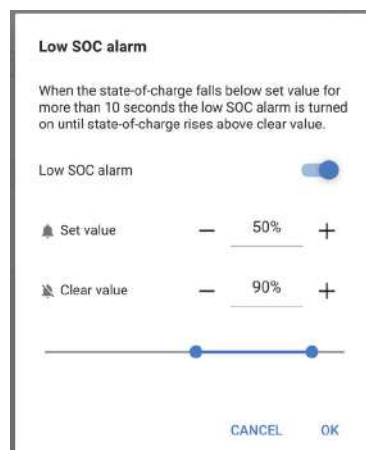 Low SOC alarm
When the state-of-charge falls below set value for
more than 10 seconds the low SOC alarm is turned
on until state-of-charge rises above clear value.
Low SOC alarm
Set value — 50% +
Clear value — 90% +
CANCEL OK